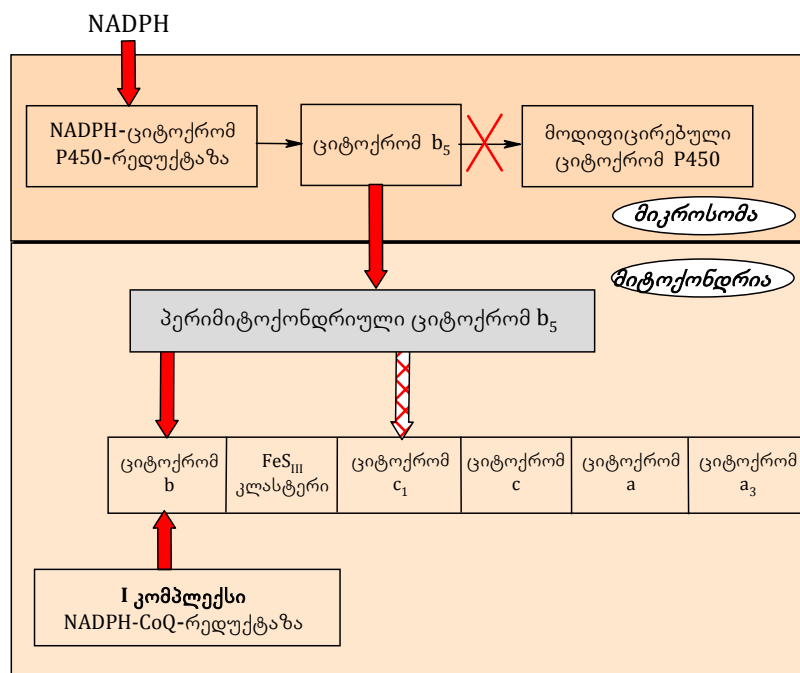 NADPH
NADPH-ციტოქრომ
P450-რედუქტაზა
ციტოქრომ b₅
მოდიფიცირებული
ციტოქრომ P450
მიკროსომა
მიტოქონდრია
პერიმიტოქონდრიული ციტოქრომ b₅
ციტოქრომ
b
FeSᴵᴵᴵ
კლასტერი
ციტოქრომ
c₁
ციტოქრომ
c
ციტოქრომ
a
ციტოქრომ
a₃
I კომპლექსი
NADPH-CoQ-რედუქტაზა